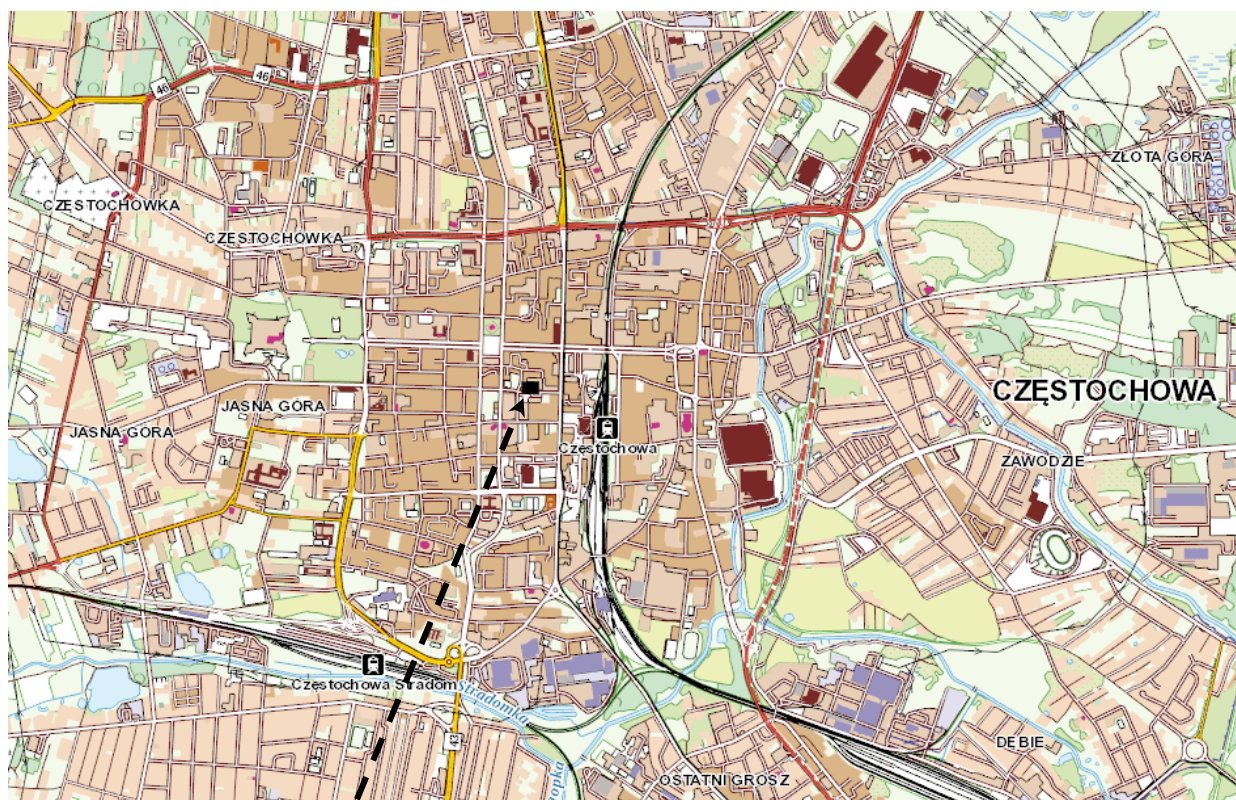 46
46
ZŁOTA GÓRA
CZĘSTOCHÓWKA
CZĘSTOCHÓWKA
CZĘSTOCHOWA
JASNA GÓRA
JASNA GÓRA
Częstochowa
ZAWODZIE
Częstochowa Stradom
Stradomka
43
DĘBIE
OSTATNI GROSZ